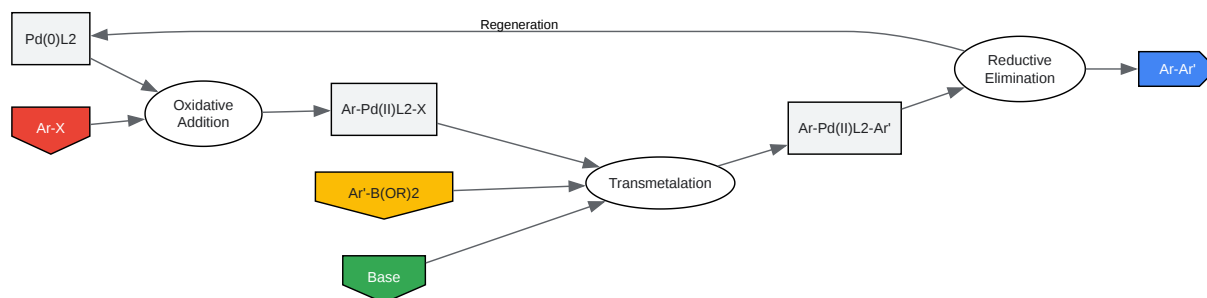 Regeneration
Pd(0)L2
Ar-X
Oxidative
Addition
Ar-Pd(II)L2-X
Ar'-B(OR)2
Base
Transmetalation
Ar-Pd(II)L2-Ar'
Reductive
Elimination
Ar-Ar'